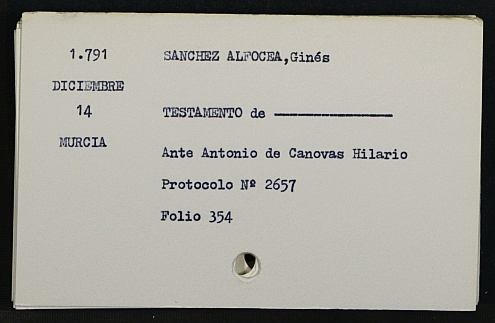 1.791 SANCHEZ ALFOCEA,Ginés
DICIEMBRE
14 TESTAMENTO de ————————
MURCIA
Ante Antonio de Canovas Hilario
Protocolo Nº 2657
Folio 354